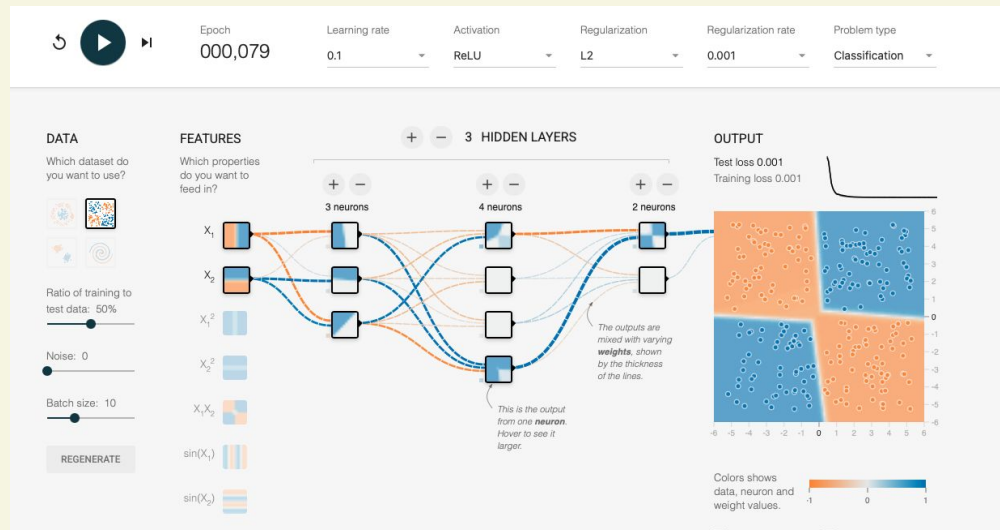 Epoch
000,079
Learning rate
0.1
Activation
ReLU
Regularization
L2
Regularization rate
0.001
Problem type
Classification
DATA
Which dataset do
you want to use?
Ratio of training to
test data: 50%
Noise: 0
Batch size: 10
REGENERATE
FEATURES
Which properties
do you want to
feed in?
X₁
X₂
X₁²
X₂²
X₁X₂
sin(X₁)
sin(X₂)
+ − 3 HIDDEN LAYERS
+ −
3 neurons
+ −
4 neurons
+ −
2 neurons
This is the output
from one neuron.
Hover to see it
larger.
The outputs are
mixed with varying
weights, shown
by the thickness
of the lines.
OUTPUT
Test loss 0.001
Training loss 0.001
6
5
4
3
2
1
0
-1
-2
-3
-4
-5
-6
-6 -5 -4 -3 -2 -1 0 1 2 3 4 5 6
Colors shows
data, neuron and
weight values.
-1 0 1